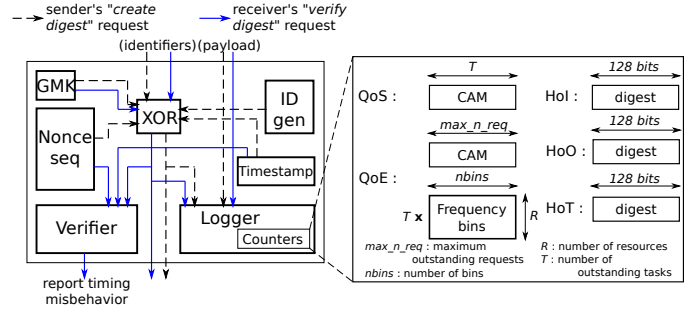 sender's "create
digest" request
receiver's "verify
digest" request
(identifiers)(payload)
GMK
XOR
ID
gen
Nonce
seq
Timestamp
Verifier
Logger
Counters
report timing
misbehavior
T
QoS :
CAM
max_n_req
CAM
QoE :
nbins
T x
Frequency
bins
R
128 bits
HoI :
digest
128 bits
HoO :
digest
128 bits
HoT :
digest
max_n_req : maximum
outstanding requests
nbins : number of bins
R : number of resources
T : number of
outstanding tasks